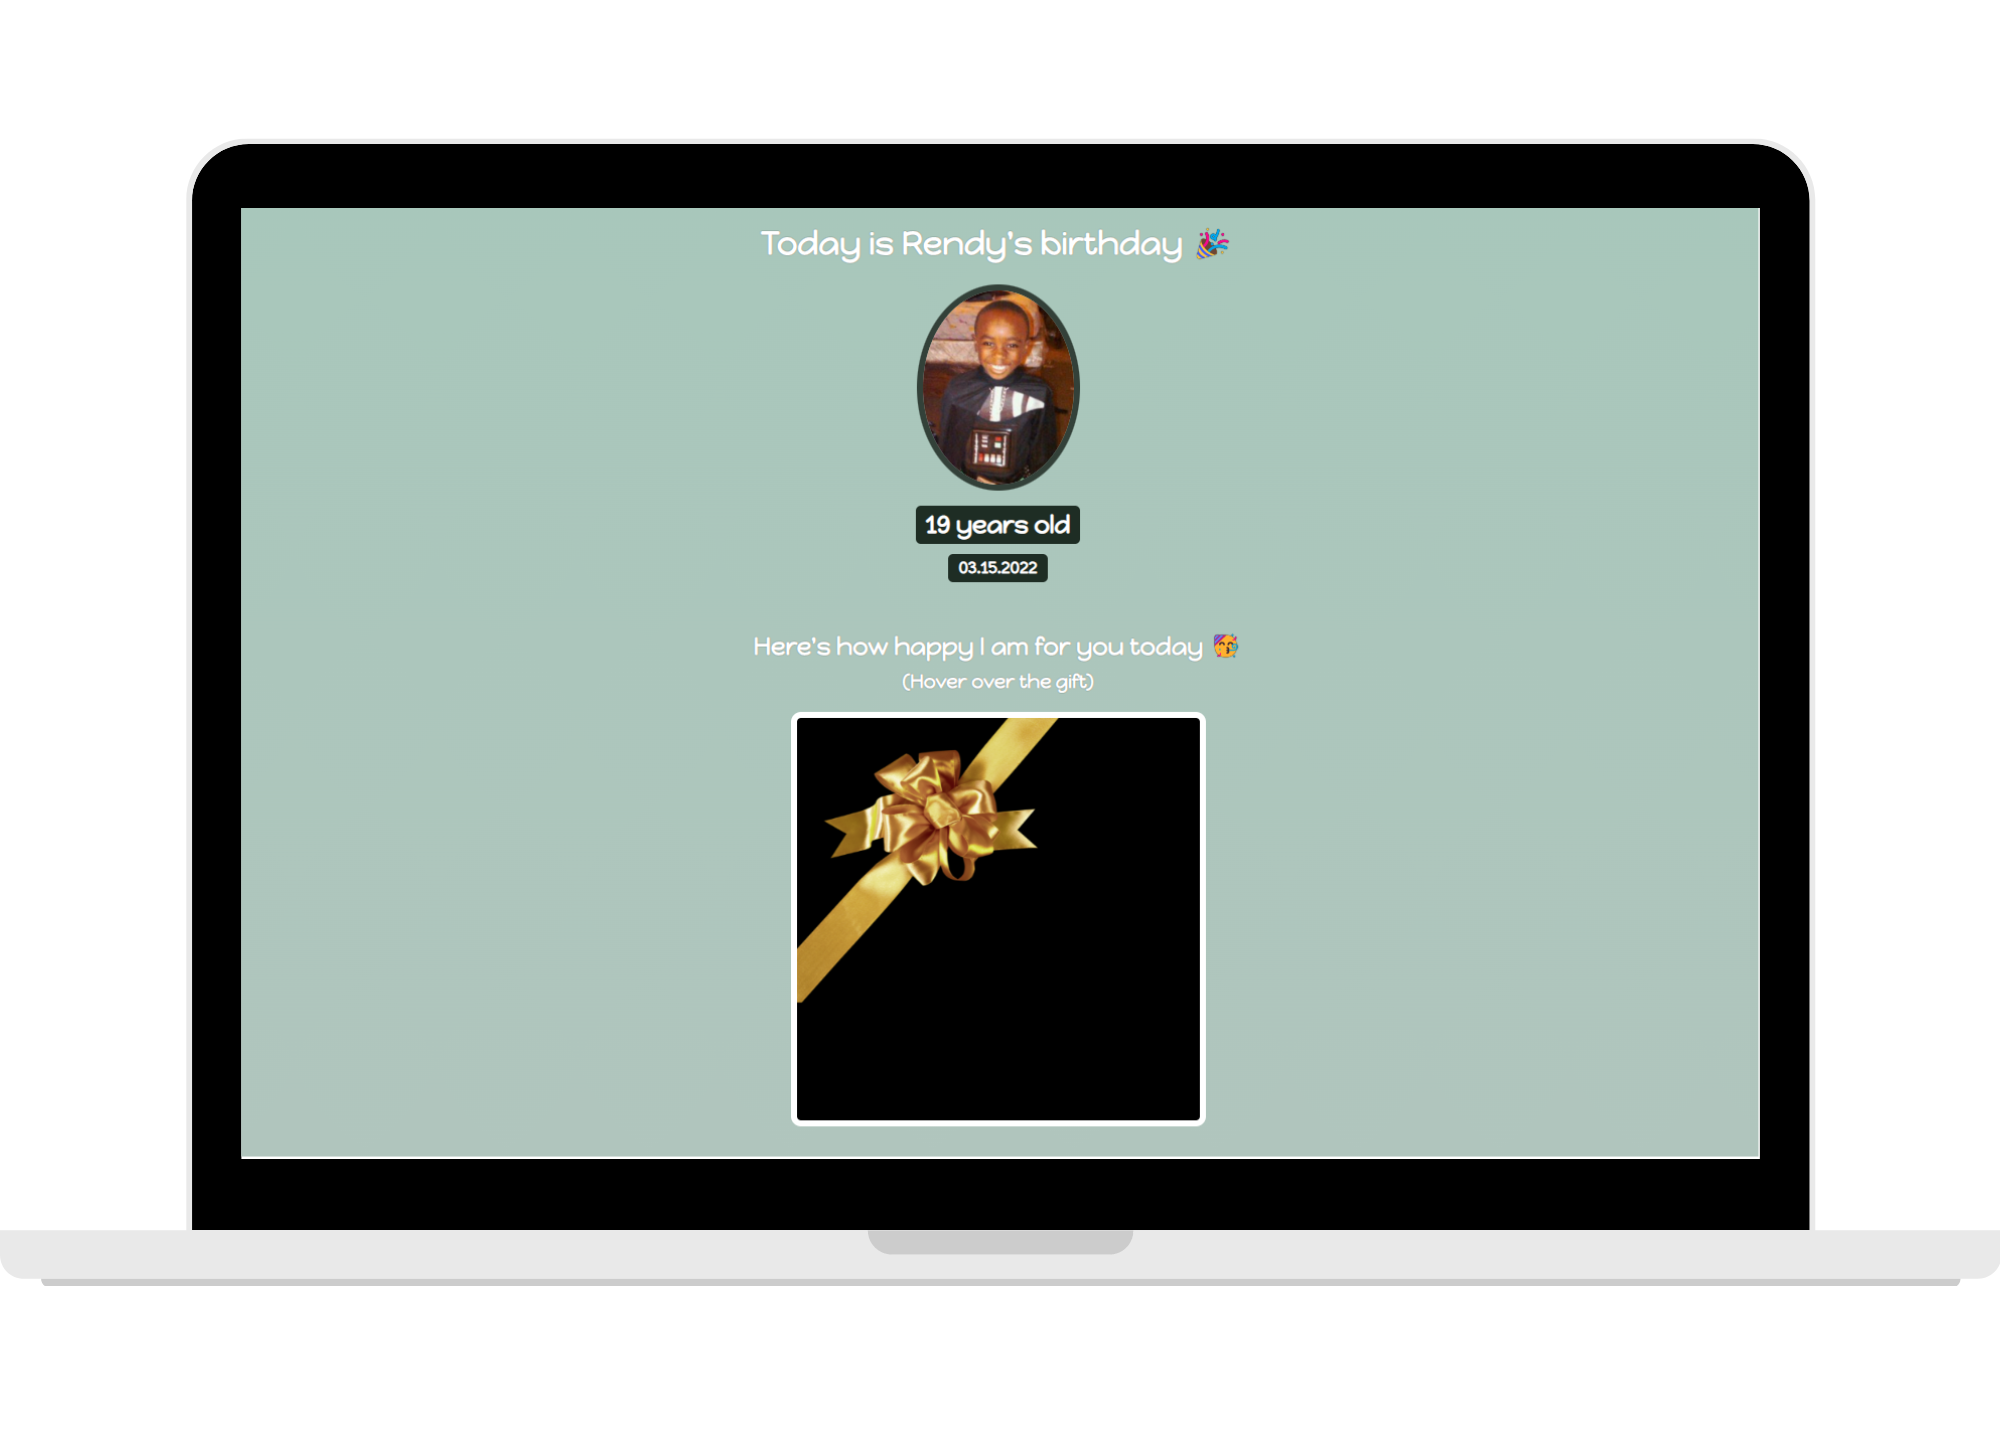 Today is Rendy's birthday 🎉
19 years old
03.15.2022
Here's how happy I am for you today 🥳
(Hover over the gift)